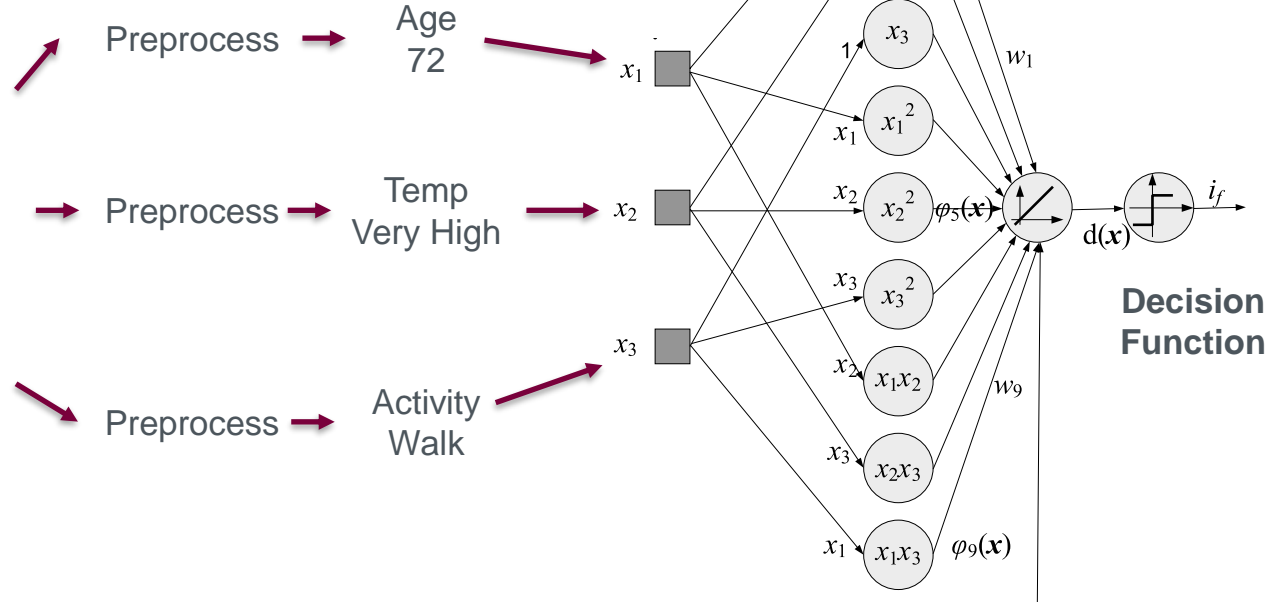 Preprocess
Age
72
Preprocess
Temp
Very High
Preprocess
Activity
Walk
x₁
x₂
x₃
1
x₃
x₁
x₁²
x₂
x₂²
x₃
x₃²
x₂
x₁x₂
x₃
x₂x₃
x₁
x₁x₃
w₁
φ₅(x)
w₉
φ₉(x)
d(x)
i_f
Decision
Function